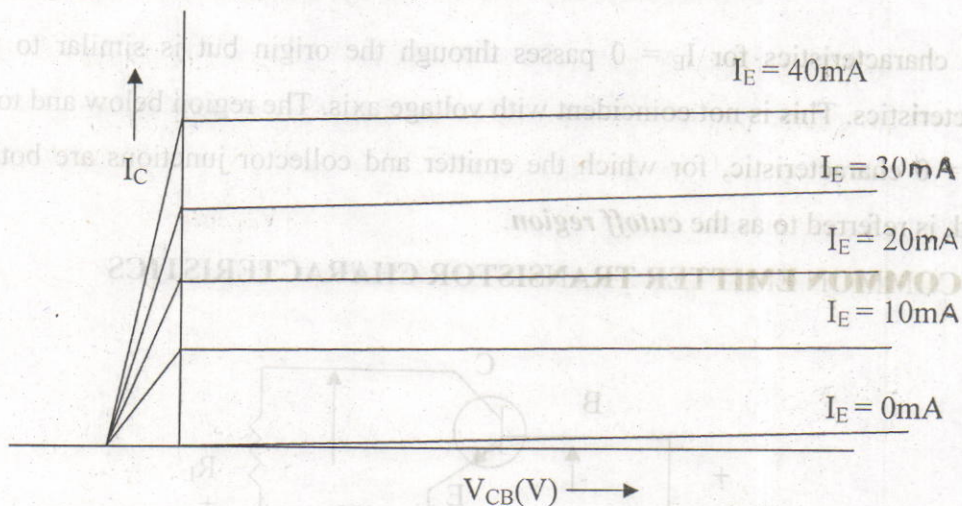 characteristics for I_E = 0 passes through the origin but is similar to
cteristics. This is not coincident with voltage axis. The region below and to
characteristic, for which the emitter and collector junctions are bot
is referred to as the cutoff region.
COMMON EMITTER TRANSISTOR CHARACTERISTICS
I_E = 40mA
I_C
I_E = 30mA
I_E = 20mA
I_E = 10mA
C
B
I_E = 0mA
E
V_CB(V)